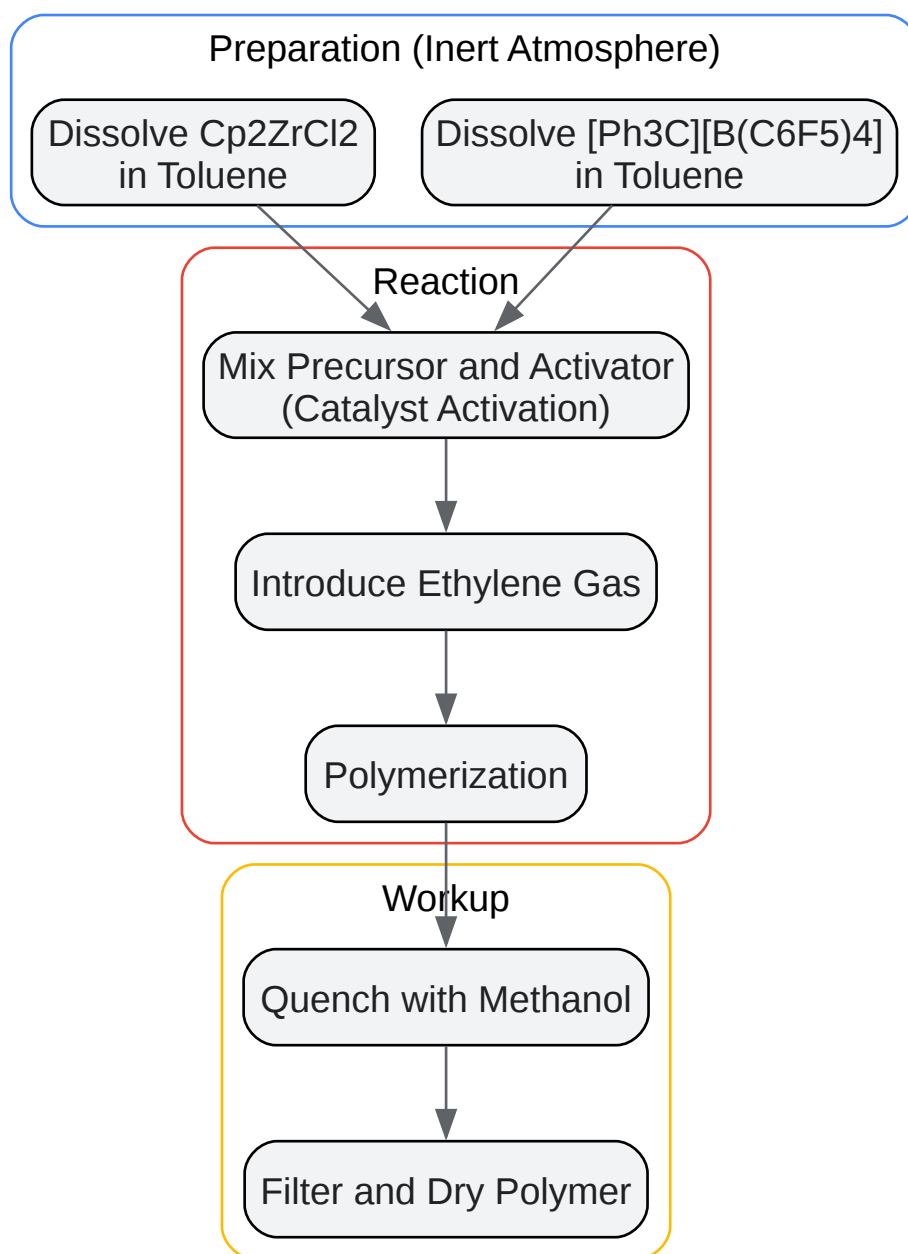 Preparation (Inert Atmosphere)
Dissolve Cp2ZrCl2
in Toluene
Dissolve [Ph3C][B(C6F5)4]
in Toluene
Reaction
Mix Precursor and Activator
(Catalyst Activation)
Introduce Ethylene Gas
Polymerization
Workup
Quench with Methanol
Filter and Dry Polymer